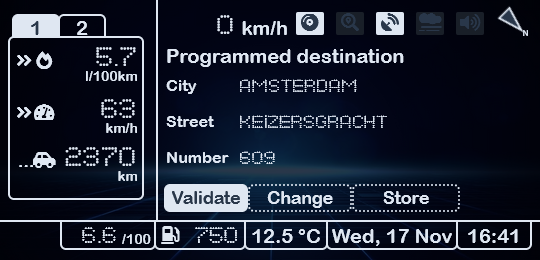 1 2
0 km/h
N
5.7
l/100km
63
km/h
2370
km
Programmed destination
City AMSTERDAM
Street KEIZERSGRACHT
Number 609
Validate Change Store
6.6 /100 750 12.5 °C Wed, 17 Nov 16:41